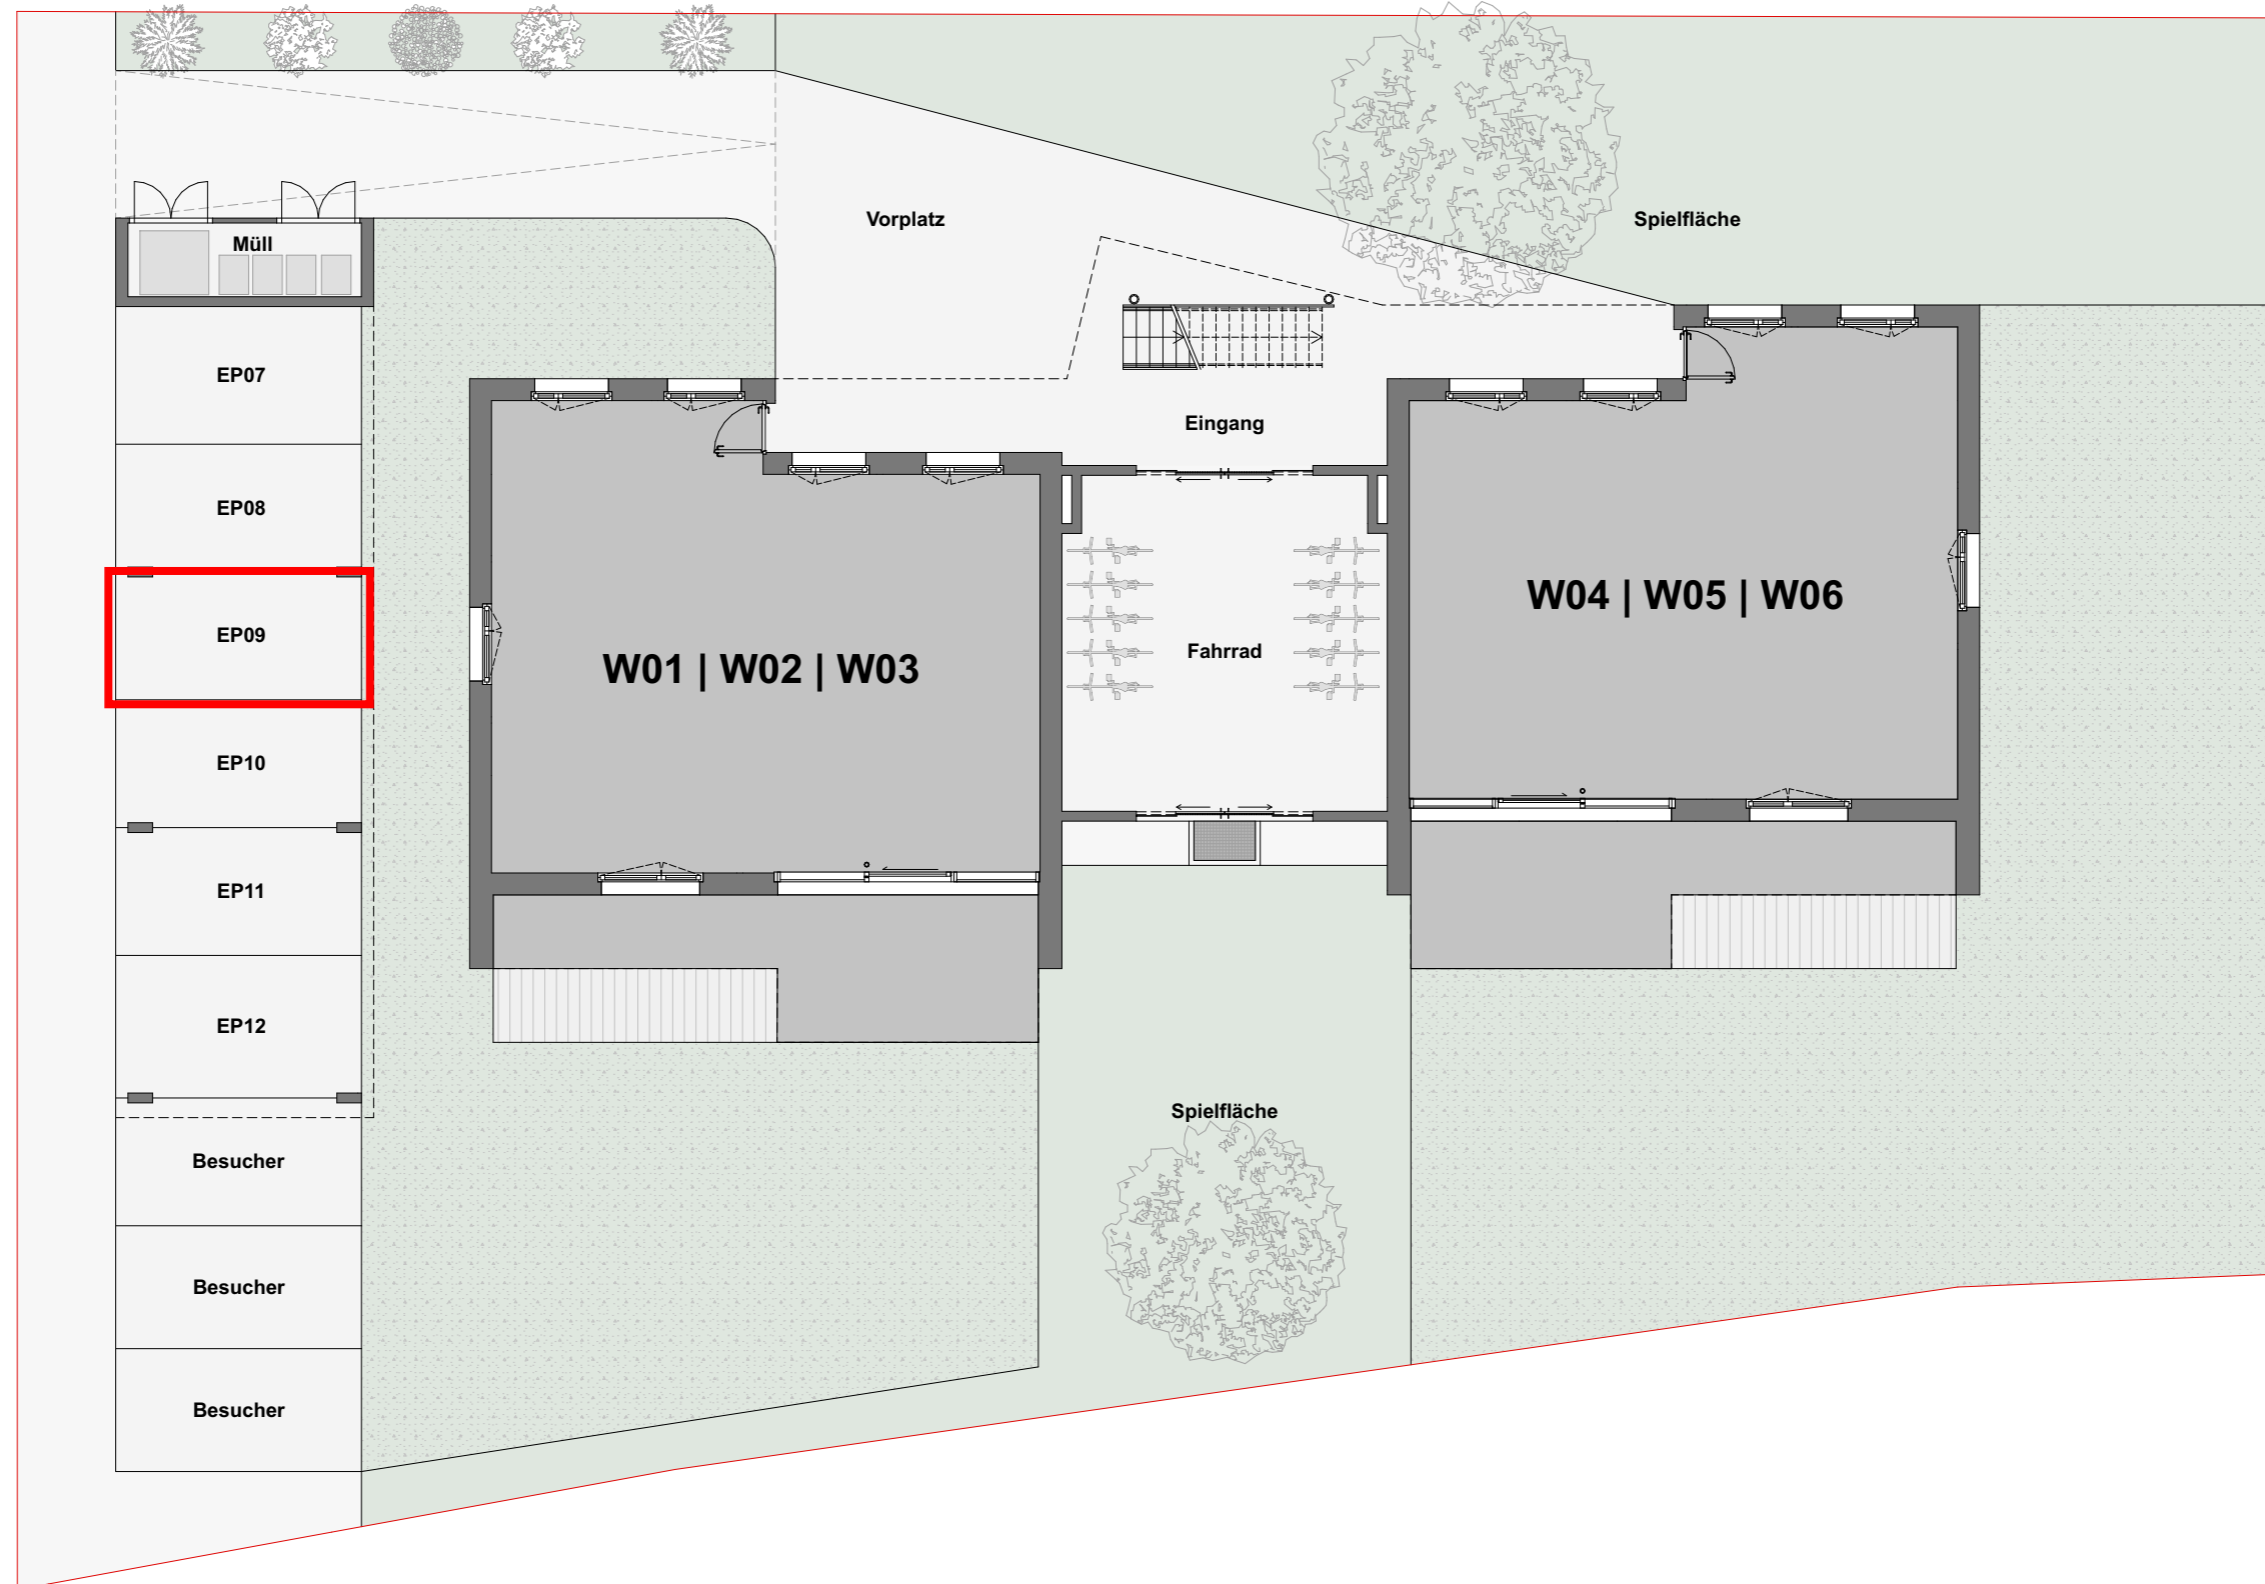 Vorplatz
Spielfläche
Müll
EP07
Eingang
EP08
W04 | W05 | W06
EP09
Fahrrad
W01 | W02 | W03
EP10
EP11
EP12
Spielfläche
Besucher
Besucher
Besucher